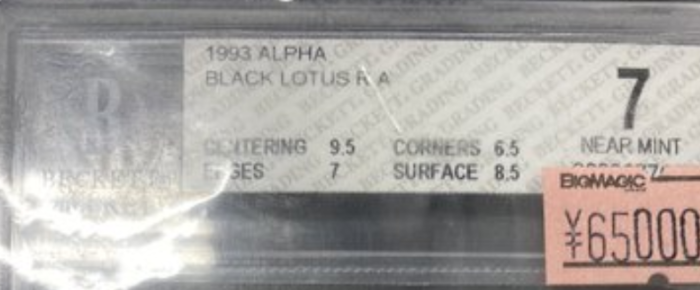 1993 ALPHA
BLACK LOTUS R A
7
NEAR MINT
CENTERING 9.5 CORNERS 6.5
EDGES 7 SURFACE 8.5
BECKETT
BIGMAGIC
¥65000